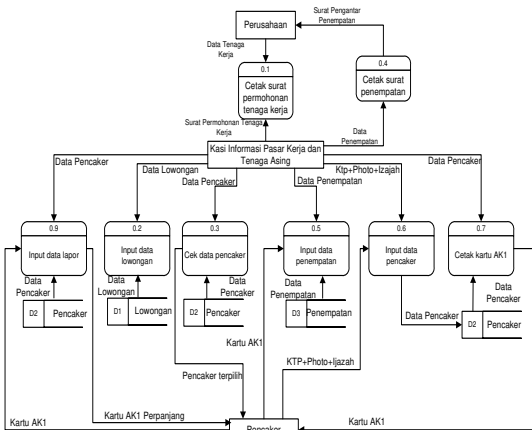 Surat Pengantar
Penempatan
Perusahaan
Data Tenaga
Kerja
0.1
Cetak surat
permohonan
tenaga kerja
0.4
Cetak surat
penempatan
Surat Permohonan Tenaga
Kerja
Data
Penempatan
Kasi Informasi Pasar Kerja dan
Tenaga Asing
Data Pencaker
Data Lowongan
Data Pencaker
Data Penempatan
Ktp+Photo+Izajah
Data Pencaker
0.9
Input data lapor
0.2
Input data
lowongan
0.3
Cek data pencaker
0.5
Input data
penempatan
0.6
Input data
pencaker
0.7
Cetak kartu AK1
Data
Pencaker
D2 Pencaker
Data
Lowongan
D1 Lowongan
Data
Pencaker
D2 Pencaker
Data
Penempatan
D3 Penempatan
Data Pencaker
Data
Pencaker
D2 Pencaker
Kartu AK1
Pencaker terpilih
KTP+Photo+Ijazah
Kartu AK1
Kartu AK1 Perpanjang
Kartu AK1
Pencaker